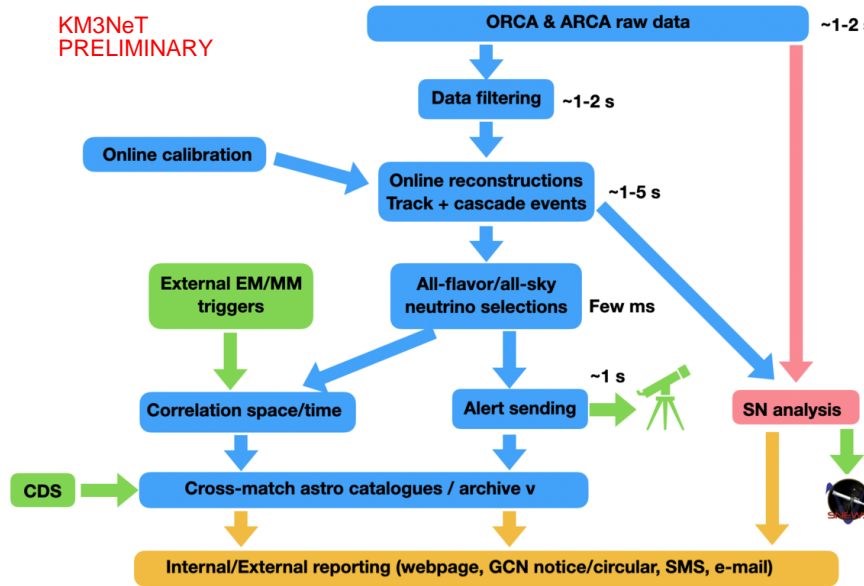 KM3NeT
PRELIMINARY
ORCA & ARCA raw data
~1-2 s
Data filtering
~1-2 s
Online calibration
Online reconstructions
Track + cascade events
~1-5 s
External EM/MM
triggers
All-flavor/all-sky
neutrino selections
Few ms
~1 s
Correlation space/time
Alert sending
SN analysis
CDS
Cross-match astro catalogues / archive ν
Internal/External reporting (webpage, GCN notice/circular, SMS, e-mail)